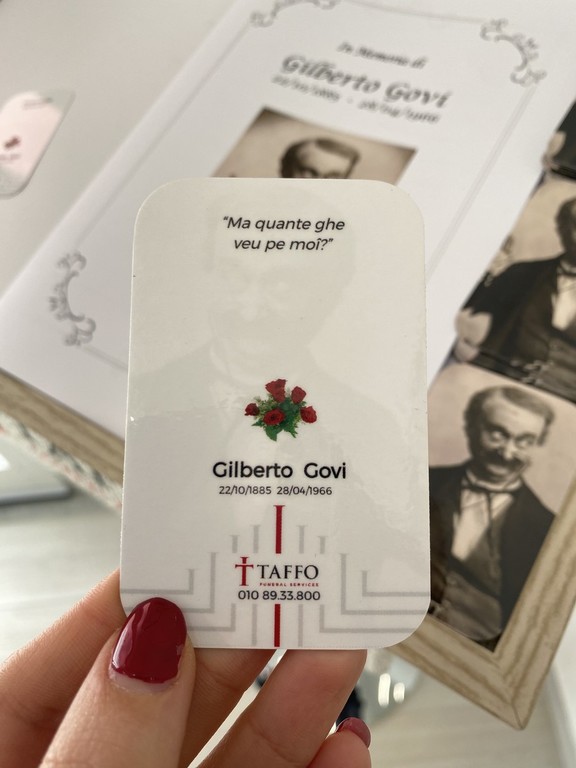 In Memoria di
Gilberto Govi
“Ma quante ghe
veu pe moî?”
Gilberto Govi
22/10/1885 28/04/1966
TAFFO
FUNERAL SERVICES
010 89.33.800